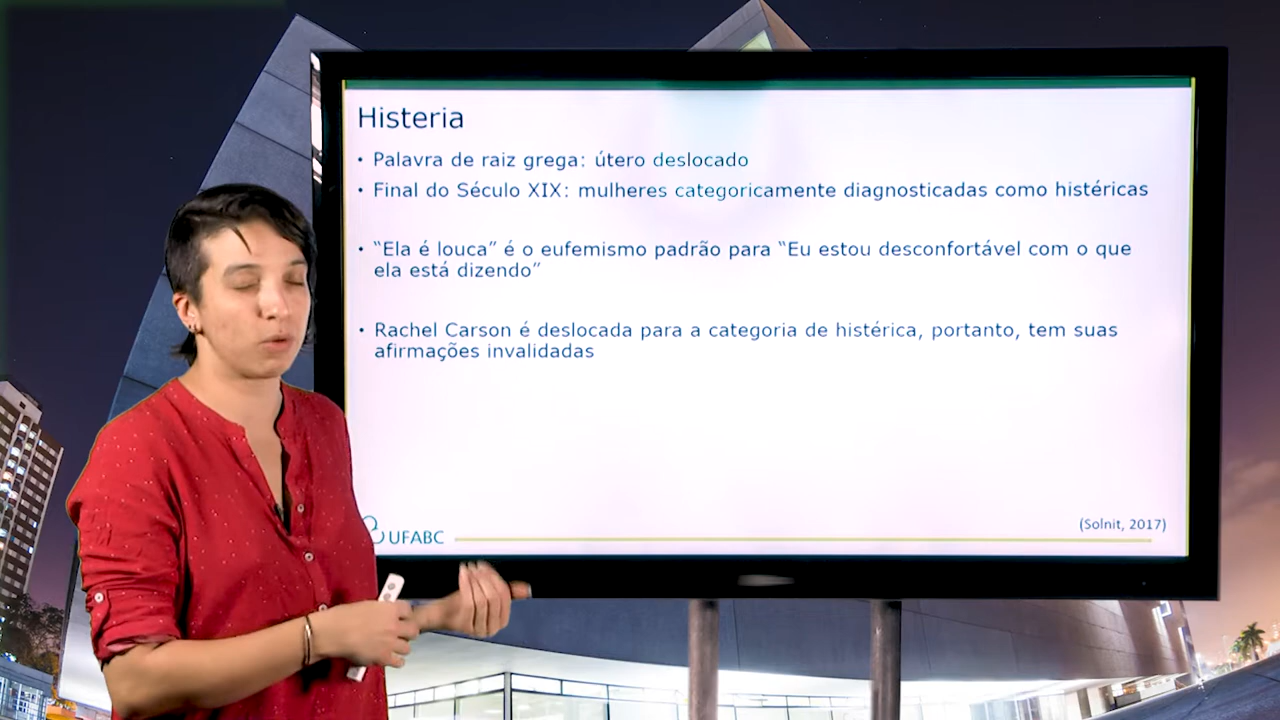 Histeria
• Palavra de raiz grega: útero deslocado
• Final do Século XIX: mulheres categoricamente diagnosticadas como histéricas
• “Ela é louca” é o eufemismo padrão para “Eu estou desconfortável com o que
ela está dizendo”
• Rachel Carson é deslocada para a categoria de histérica, portanto, tem suas
afirmações invalidadas
(Solnit, 2017)
UFABC